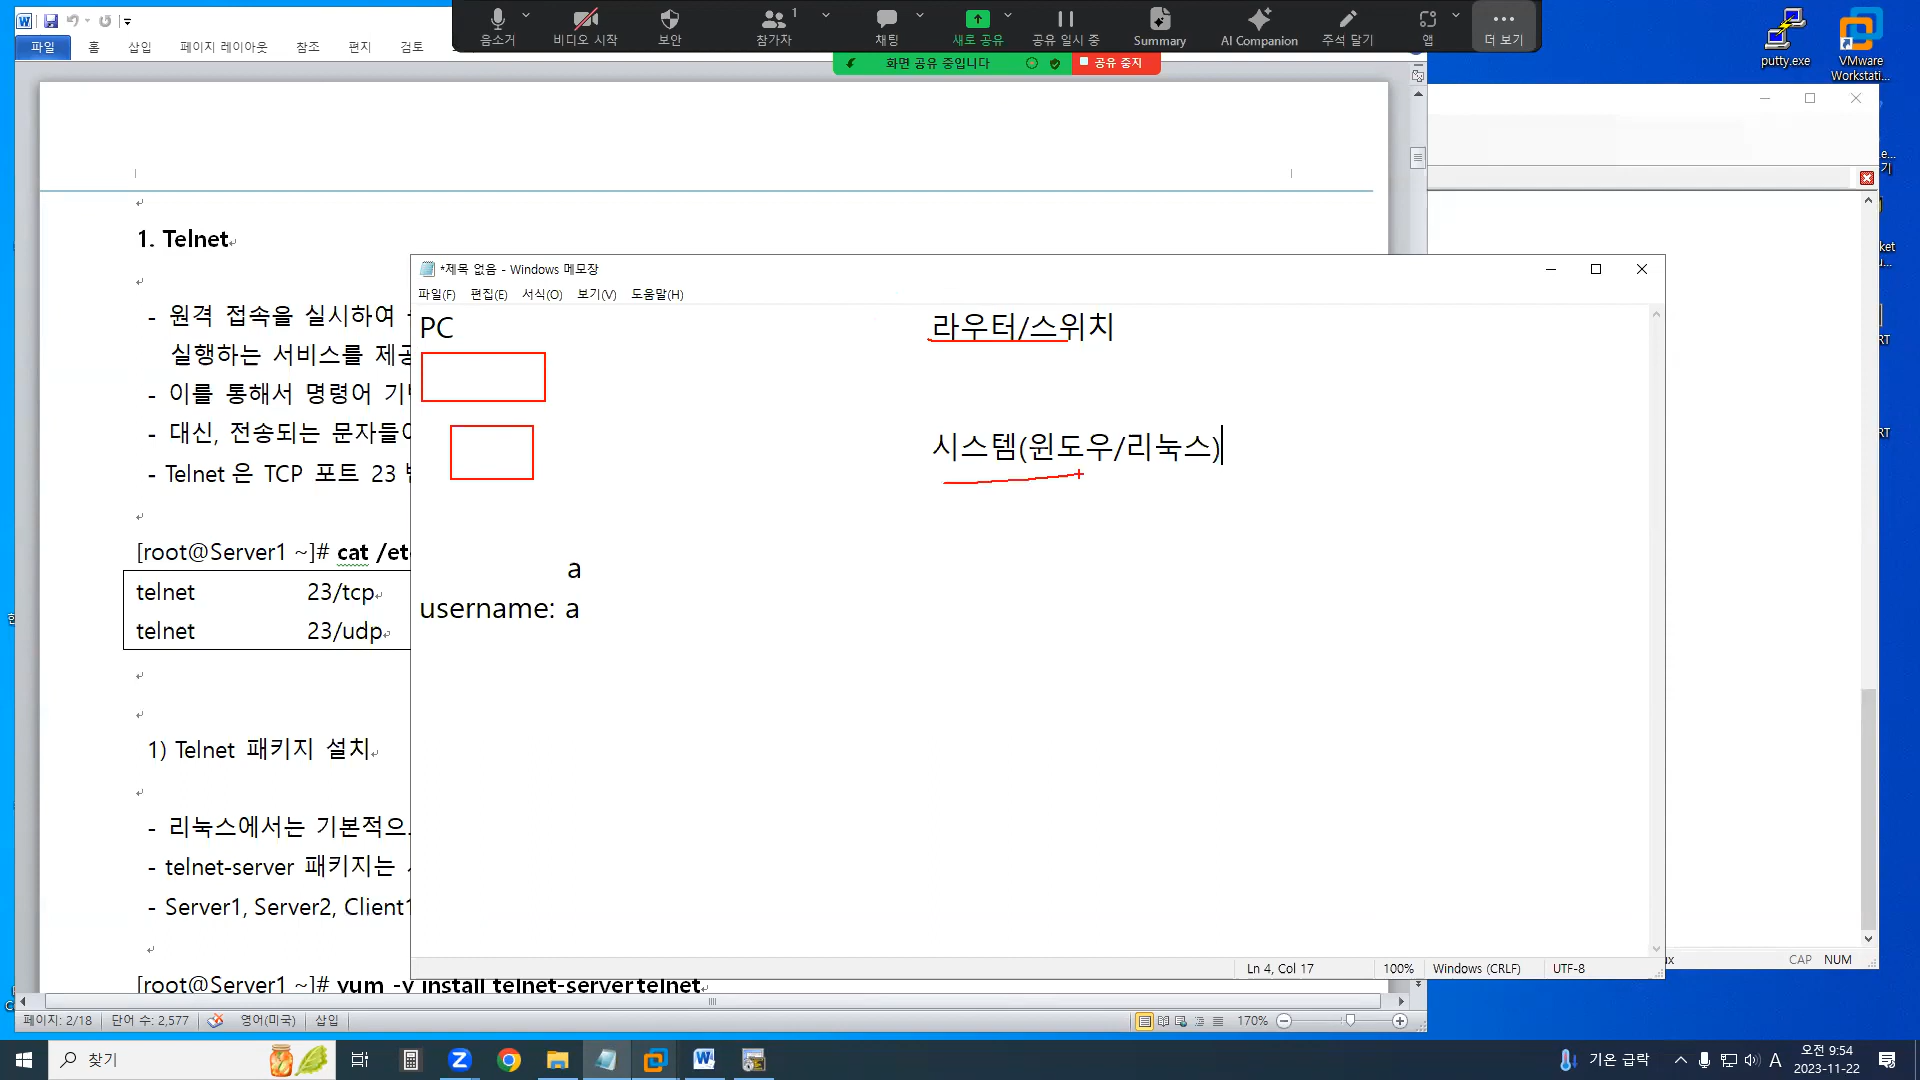 음소거
비디오 시작
보안
참가자
1
채팅
새로 공유
공유 일시 중
Summary
AI Companion
주석 달기
앱
더 보기
화면 공유 중입니다
공유 중지
파일
홈
삽입
페이지 레이아웃
참조
편지
검토
putty.exe
VMware
Workstati...
1. Telnet
- 원격 접속을 실시하여
실행하는 서비스를 제공
- 이를 통해서 명령어 기
- 대신, 전송되는 문자들이
- Telnet 은 TCP 포트 23
[root@Server1 ~]# cat /et
telnet 23/tcp
telnet 23/udp
1) Telnet 패키지 설치
- 리눅스에서는 기본적으
- telnet-server 패키지는
- Server1, Server2, Client1
[root@Server1 ~]# yum -y install telnet-server telnet
*제목 없음 - Windows 메모장
파일(F) 편집(E) 서식(O) 보기(V) 도움말(H)
PC 라우터/스위치
시스템(윈도우/리눅스)
a
username: a
Ln 4, Col 17
100%
Windows (CRLF)
UTF-8
CAP NUM
페이지: 2/18
단어 수: 2,577
영어(미국)
삽입
170%
찾기
기온 급락
A
오전 9:54
2023-11-22